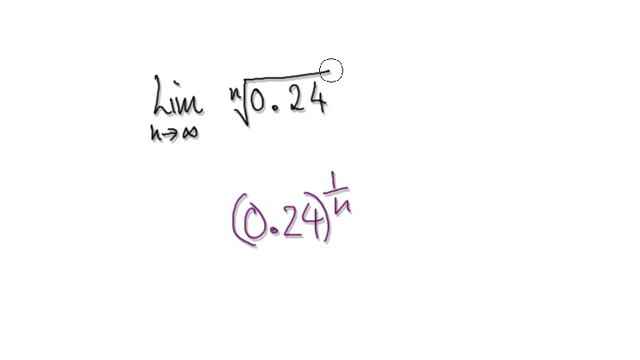 Lim ⁿ√0.24
n→∞
(0.24)^1/n